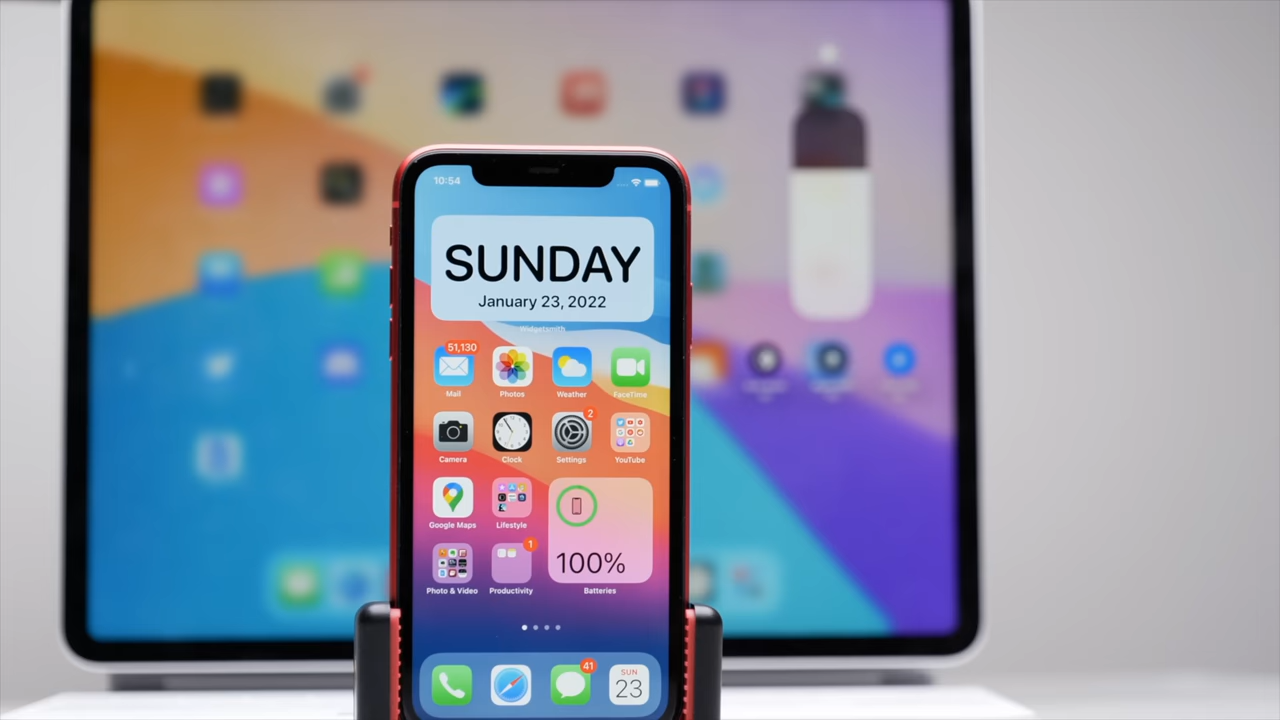 10:54
SUNDAY
January 23, 2022
Widgetsmith
51,130
Mail
Photos
Weather
FaceTime
2
Camera
Clock
Settings
YouTube
Google Maps
Lifestyle
1
100%
Photo & Video
Productivity
Batteries
41
SUN
23